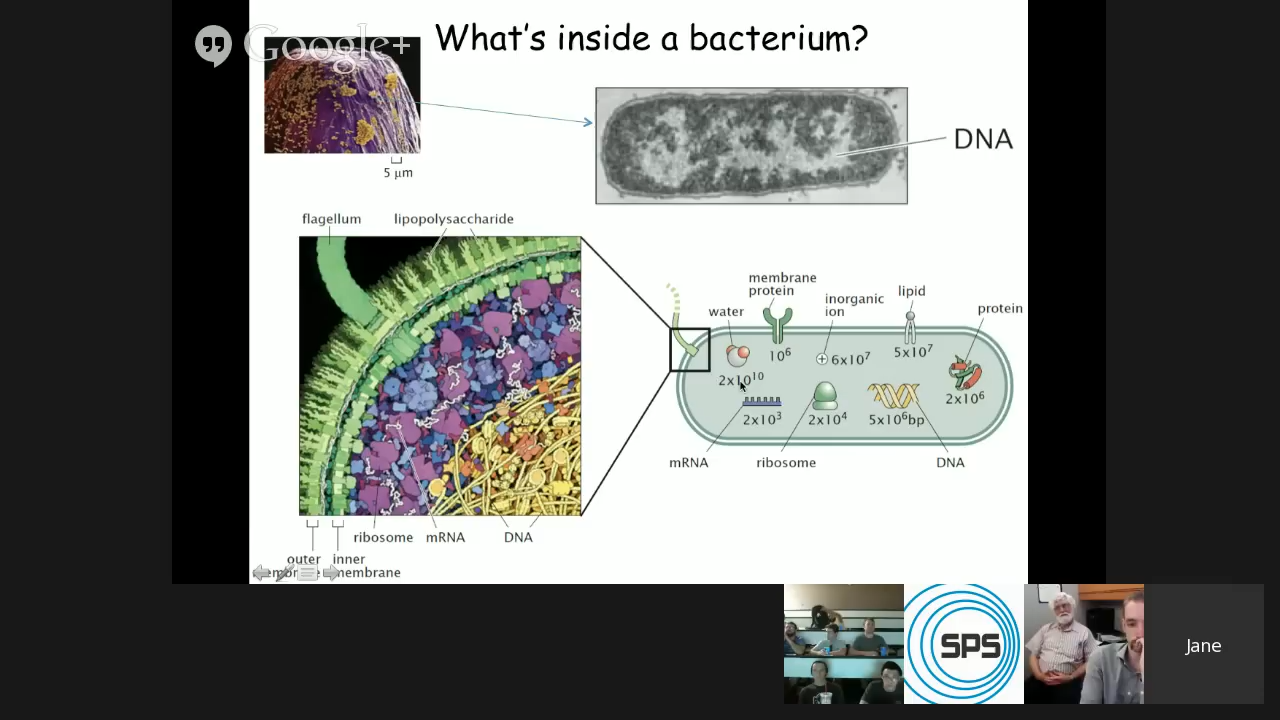 Google+
What's inside a bacterium?
DNA
5 µm
flagellum
lipopolysaccharide
membrane
protein
inorganic
ion
lipid
water
protein
10⁶
6x10⁷
5x10⁷
2x10¹⁰
2x10⁶
2x10³
2x10⁴
5x10⁶bp
mRNA
ribosome
DNA
ribosome
mRNA
DNA
outer
membrane
inner
membrane
SPS
Jane